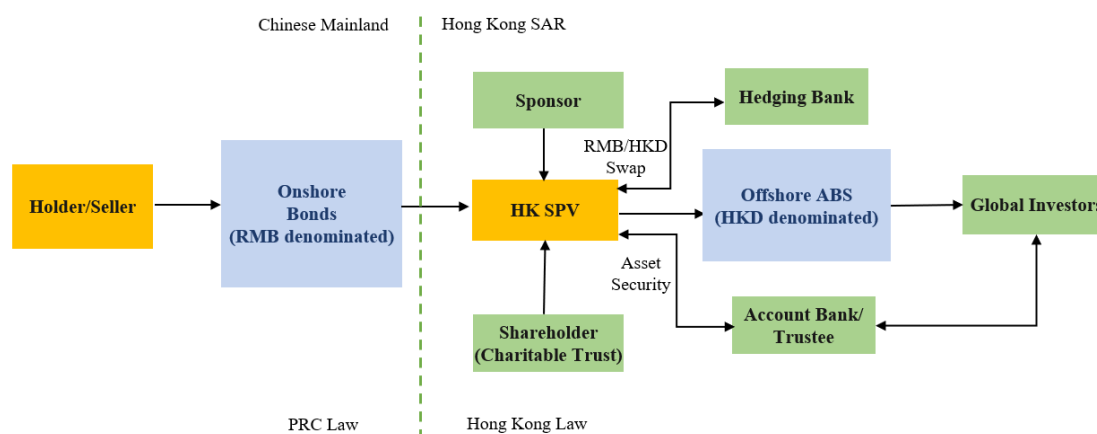 Chinese Mainland
Hong Kong SAR
Sponsor
Hedging Bank
RMB/HKD
Swap
Holder/Seller
Onshore
Bonds
(RMB denominated)
HK SPV
Offshore ABS
(HKD denominated)
Global Investors
Asset
Security
Shareholder
(Charitable Trust)
Account Bank/
Trustee
PRC Law
Hong Kong Law